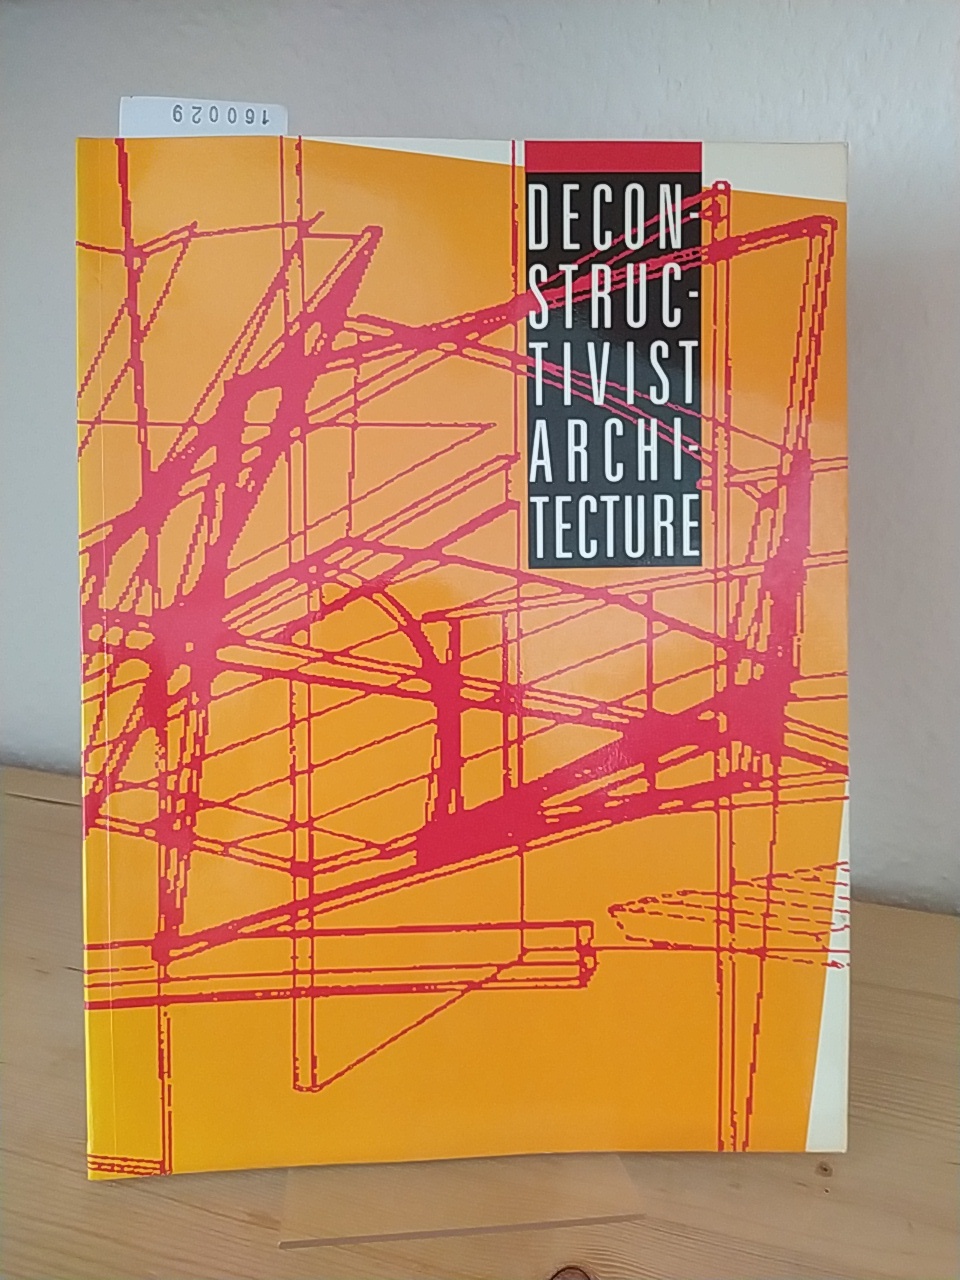 160029
DECON-
STRUC-
TIVIST
ARCHI-
TECTURE